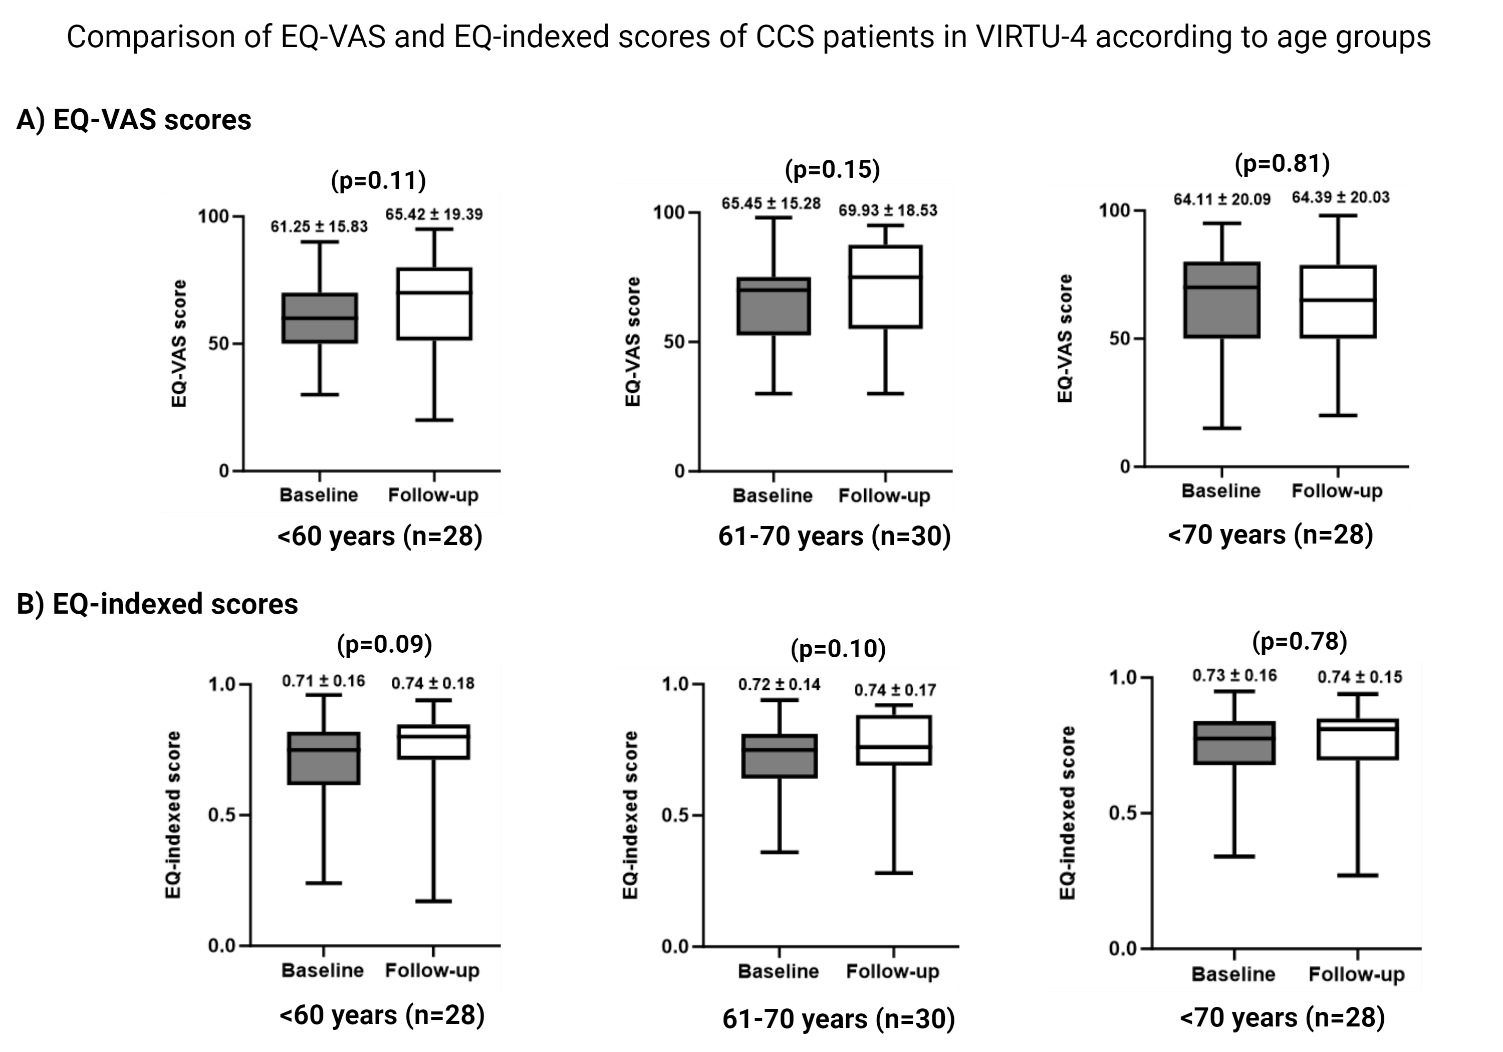 Comparison of EQ-VAS and EQ-indexed scores of CCS patients in VIRTU-4 according to age groups
A) EQ-VAS scores
(p=0.11)
61.25 ± 15.83
65.42 ± 19.39
100
50
0
EQ-VAS score
Baseline
Follow-up
<60 years (n=28)
(p=0.15)
65.45 ± 15.28
69.93 ± 18.53
100
50
0
EQ-VAS score
Baseline
Follow-up
61-70 years (n=30)
(p=0.81)
64.11 ± 20.09
64.39 ± 20.03
100
50
0
EQ-VAS score
Baseline
Follow-up
<70 years (n=28)
B) EQ-indexed scores
(p=0.09)
0.71 ± 0.16
0.74 ± 0.18
1.0
0.5
0.0
EQ-indexed score
Baseline
Follow-up
<60 years (n=28)
(p=0.10)
0.72 ± 0.14
0.74 ± 0.17
1.0
0.5
0.0
EQ-indexed score
Baseline
Follow-up
61-70 years (n=30)
(p=0.78)
0.73 ± 0.16
0.74 ± 0.15
1.0
0.5
0.0
EQ-indexed score
Baseline
Follow-up
<70 years (n=28)